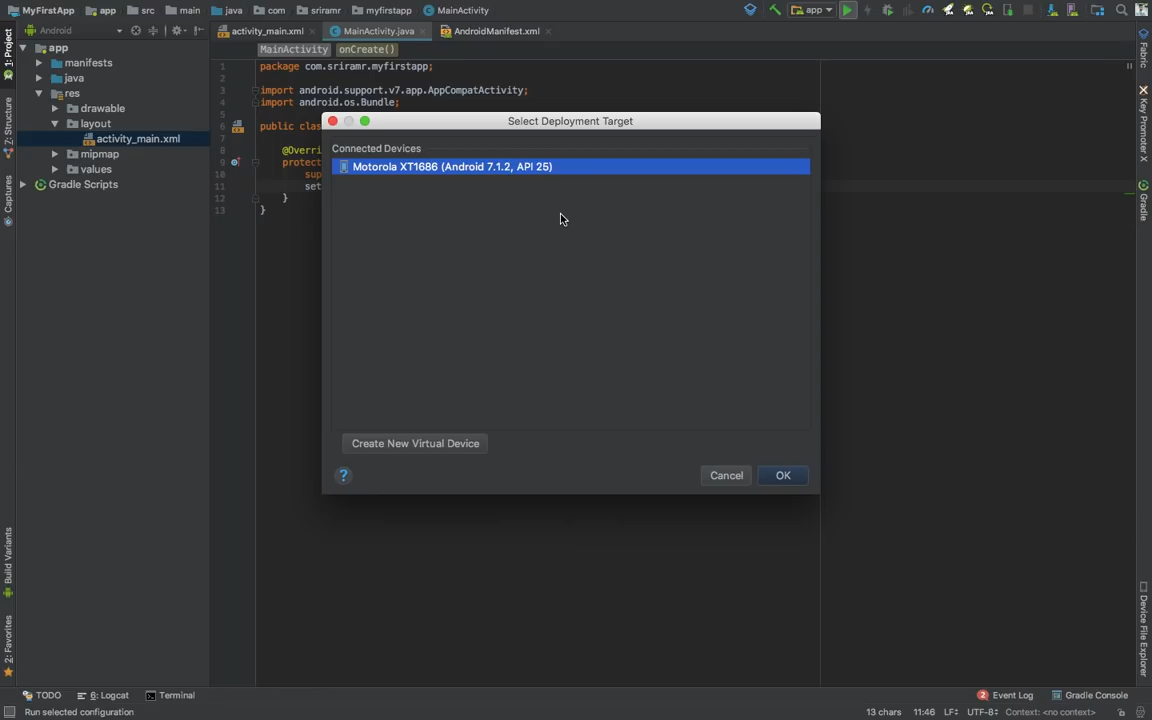 MyFirstApp app src main java com sriramr myfirstapp MainActivity app
Android activity_main.xml MainActivity.java AndroidManifest.xml
1: Project
Z: Structure
Captures
Build Variants
2: Favorites
app
manifests
java
res
drawable
layout
activity_main.xml
mipmap
values
Gradle Scripts
MainActivity onCreate()
1 package com.sriramr.myfirstapp;
2
3 import android.support.v7.app.AppCompatActivity;
4 import android.os.Bundle;
5
6 public clas
7
8 @Overri
9 protect
10 sup
11 set
12 }
13 }
Select Deployment Target
Connected Devices
Motorola XT1686 (Android 7.1.2, API 25)
Create New Virtual Device
? Cancel OK
Fabric
Key Promoter X
Gradle
Device File Explorer
TODO 6: Logcat Terminal 2 Event Log Gradle Console
Run selected configuration 13 chars 11:46 LF÷ UTF-8÷ Context: <no context>